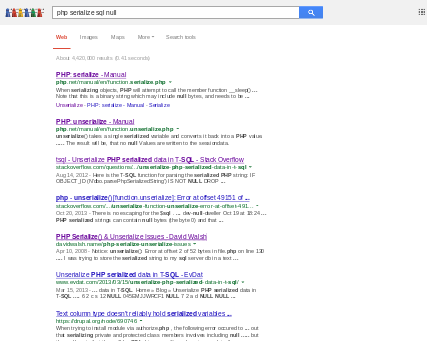 php serialize sql null
Web Images Maps More Search tools
About 4,420,000 results (0.41 seconds)
PHP: serialize - Manual
php.net/manual/en/function.serialize.php
When serializing objects, PHP will attempt to call the member function __sleep() ...
Note that this is a binary string which may include null bytes, and needs to be ...
Unserialize - PHP: serialize - Manual - Serialize
PHP: unserialize - Manual
php.net/manual/en/function.unserialize.php
unserialize() takes a single serialized variable and converts it back into a PHP value.
..... The result will be, that no null Values are written to the
tsql - Unserialize PHP serialized data in T-SQL - Stack Overflow
stackoverflow.com/questions/.../unserialize-php-serialized-data-in-t-sql
Aug 14, 2012 - Here is the T-SQL function for parsing the serialized PHP string: IF
IS NOT NULL DROP ...
php - unserialize() [function.unserialize]: Error at offset 49151 of ...
stackoverflow.com/.../unserialize-function-unserialize-error-at-offset-491...
Oct 20, 2013 - There is no escaping for the $sql . ... dev-null-dweller Oct 19 at 18:24 ...
PHP serialized strings can contain null bytes (the byte 0) and that ...
PHP Serialize() & Unserialize Issues - David Walsh
davidwalsh.name/php-serialize-unserialize-issues
Apr 10, 2008 - Notice: unserialize(): Error at offset 2 of 52 bytes in file.php on line 130
.... I was trying to store the serialized string to my sql server db in a text ...
Unserialize PHP serialized data in T-SQL - EvDat
www.evdat.com/2013/03/15/unserialize-php-serialized-data-in-t-sql/
Mar 15, 2013 - ... data in T-SQL. Home » Blog » Unserialize PHP serialized data in
T-SQL .... 6 2 c s 12 NULL NULL 7 2 a d NULL NULL ...
Text column type doesn't reliably hold serialized variables ...
https://drupal.org/node/690746
When trying to install module via authorize.php , the following error occured to ... out
that serializing private and protected class members involves including null ..... but